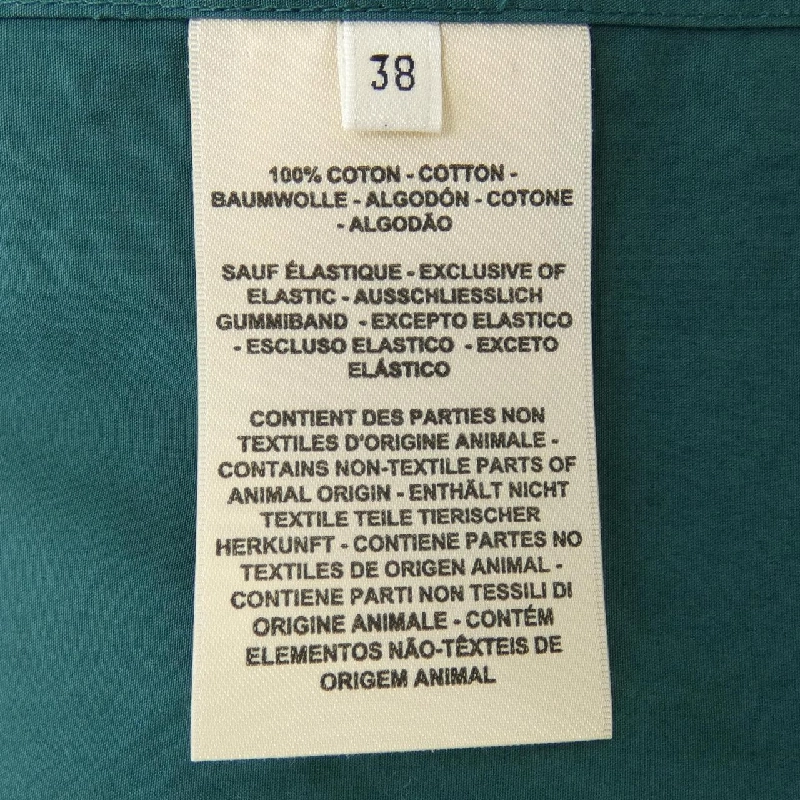 38
100% COTON - COTTON -
BAUMWOLLE - ALGODÓN - COTONE
- ALGODÃO
SAUF ÉLASTIQUE - EXCLUSIVE OF
ELASTIC - AUSSCHLIESSLICH
GUMMIBAND - EXCEPTO ELASTICO
- ESCLUSO ELASTICO - EXCETO
ELÁSTICO
CONTIENT DES PARTIES NON
TEXTILES D'ORIGINE ANIMALE -
CONTAINS NON-TEXTILE PARTS OF
ANIMAL ORIGIN - ENTHÄLT NICHT
TEXTILE TEILE TIERISCHER
HERKUNFT - CONTIENE PARTES NO
TEXTILES DE ORIGEN ANIMAL -
CONTIENE PARTI NON TESSILI DI
ORIGINE ANIMALE - CONTÉM
ELEMENTOS NÃO-TÊXTEIS DE
ORIGEM ANIMAL